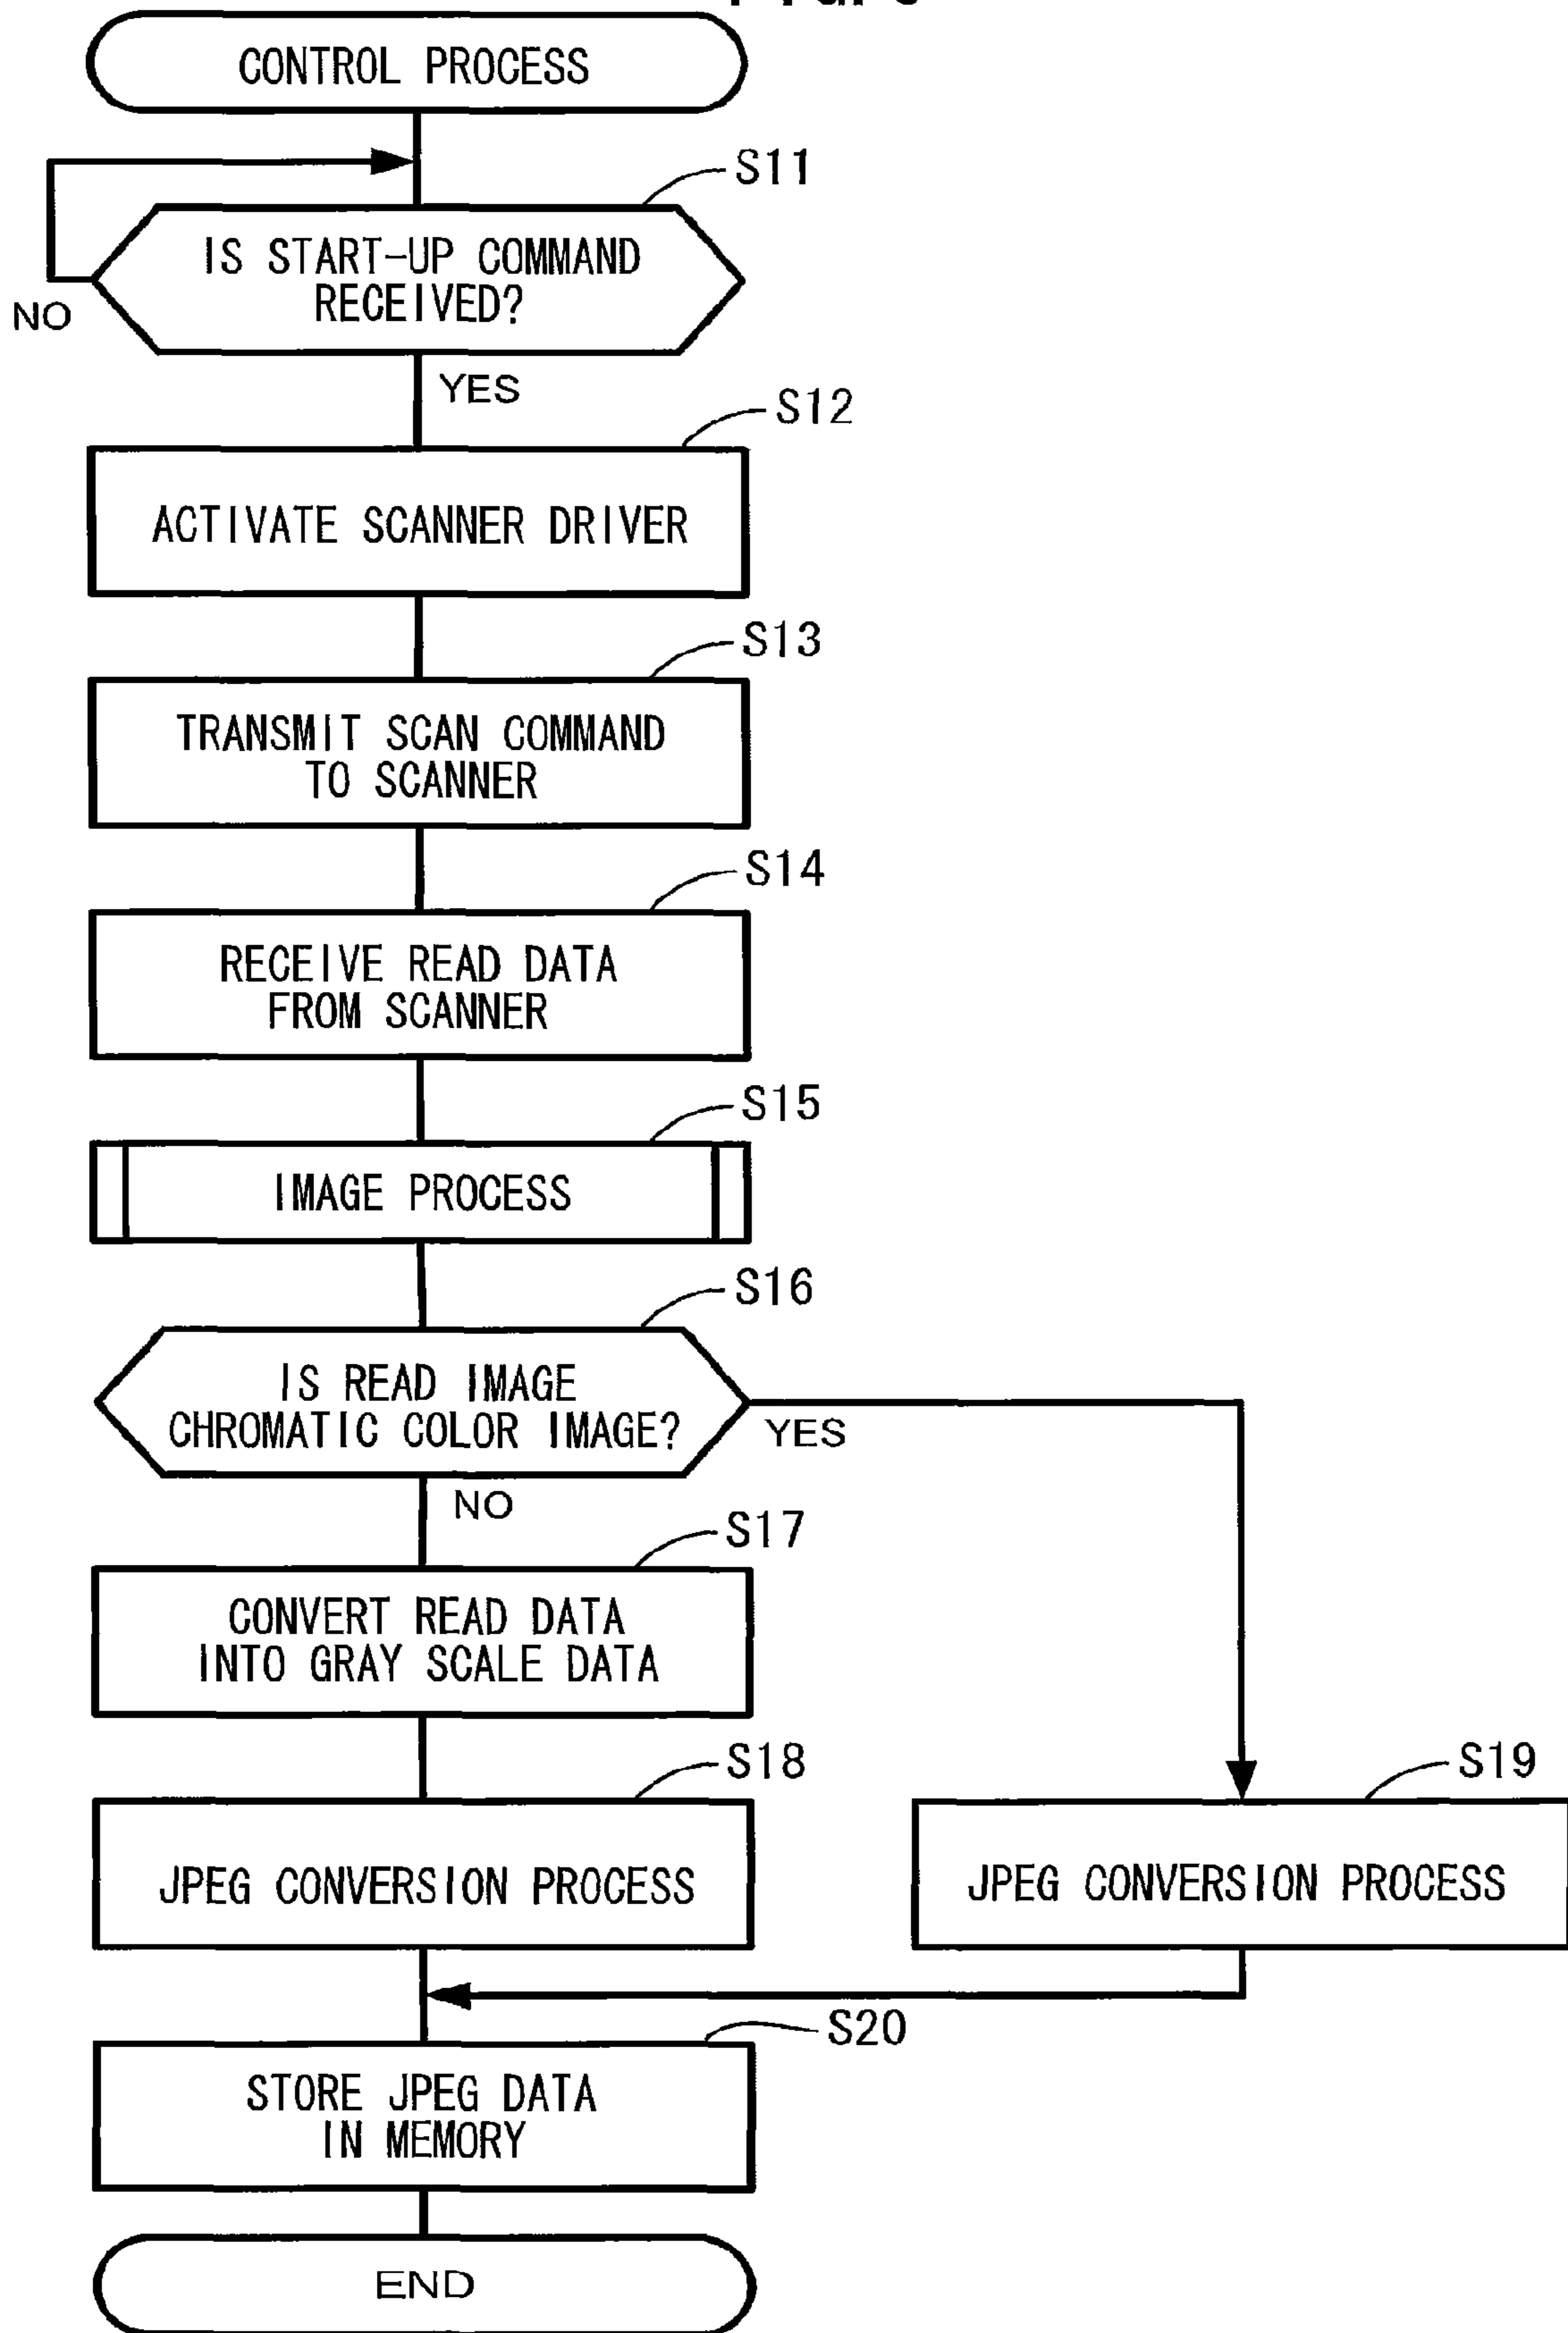 CONTROL PROCESS
S11
IS START-UP COMMAND
RECEIVED?
NO
YES
S12
ACTIVATE SCANNER DRIVER
S13
TRANSMIT SCAN COMMAND
TO SCANNER
S14
RECEIVE READ DATA
FROM SCANNER
S15
IMAGE PROCESS
S16
IS READ IMAGE
CHROMATIC COLOR IMAGE?
YES
NO
S17
CONVERT READ DATA
INTO GRAY SCALE DATA
S18
S19
JPEG CONVERSION PROCESS
JPEG CONVERSION PROCESS
S20
STORE JPEG DATA
IN MEMORY
END